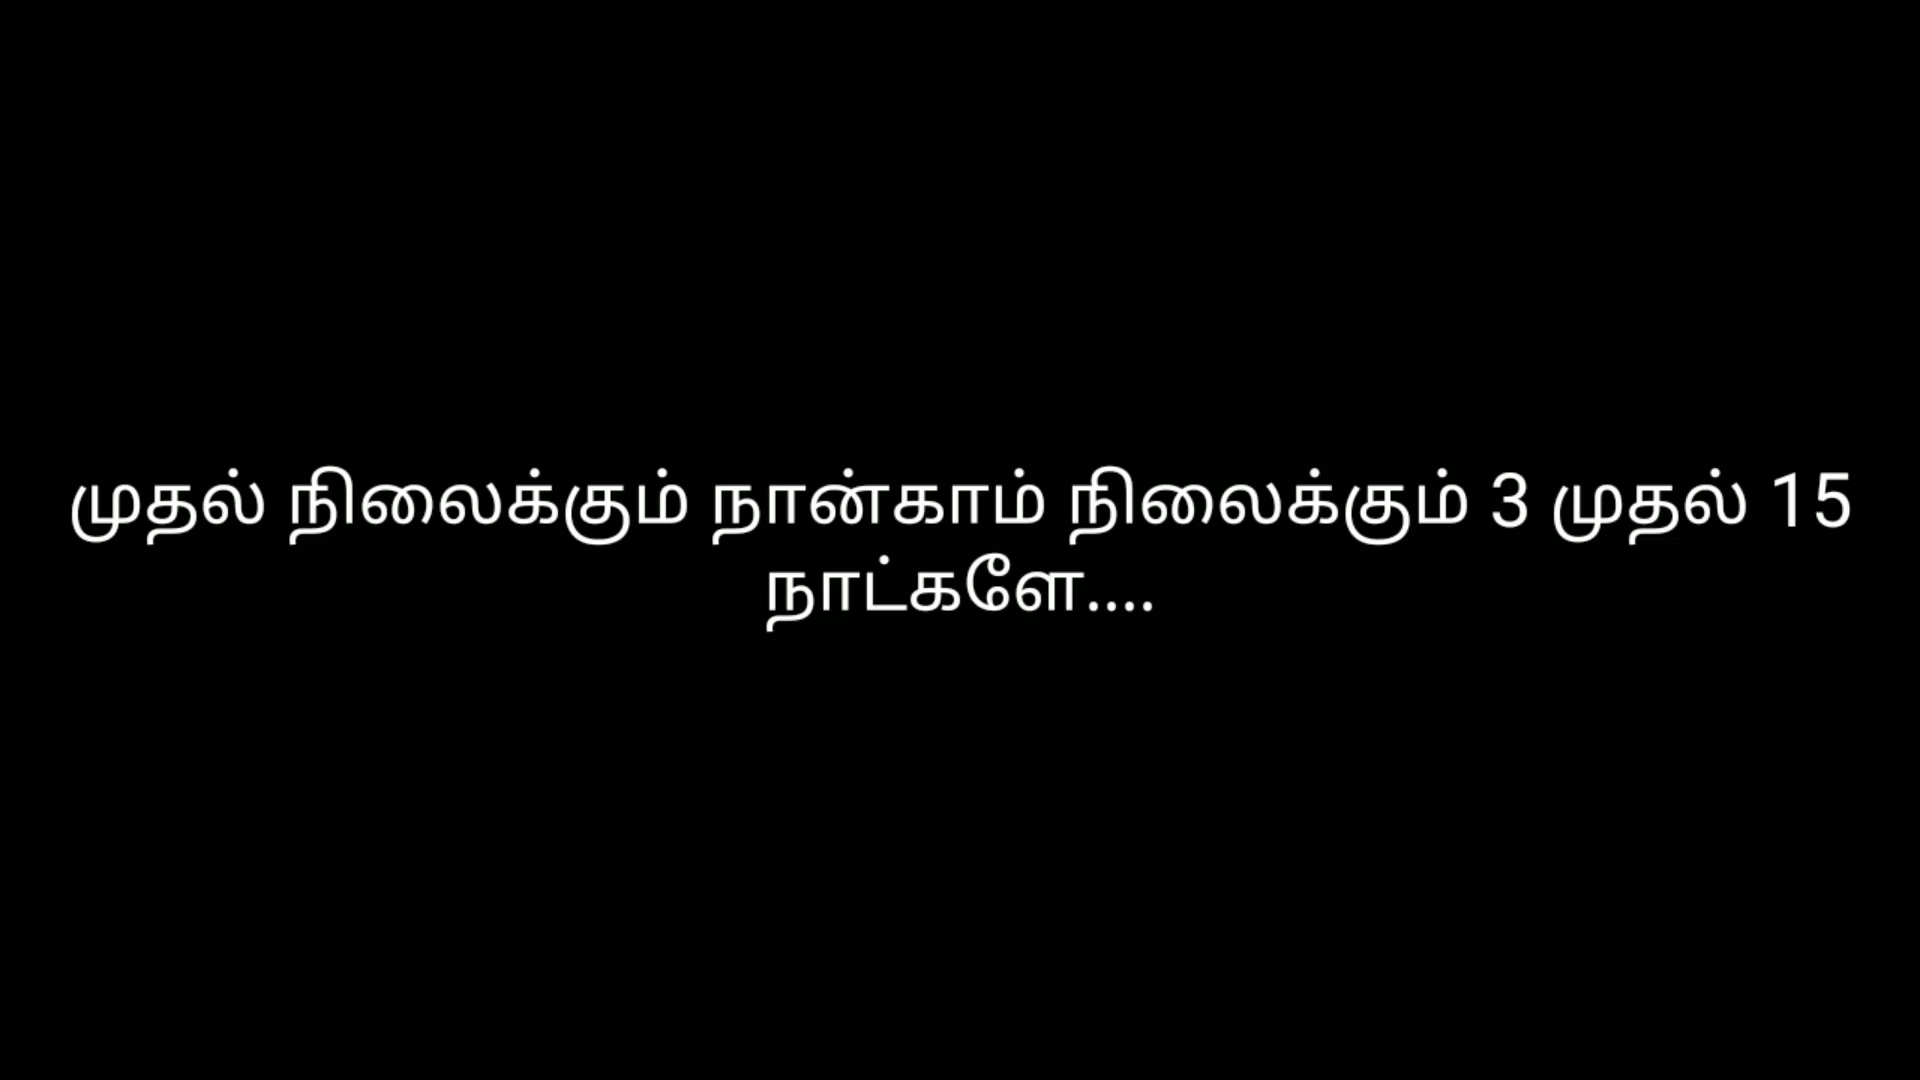 முதல் நிலைக்கும் நான்காம் நிலைக்கும் 3 முதல் 15
நாட்களே....